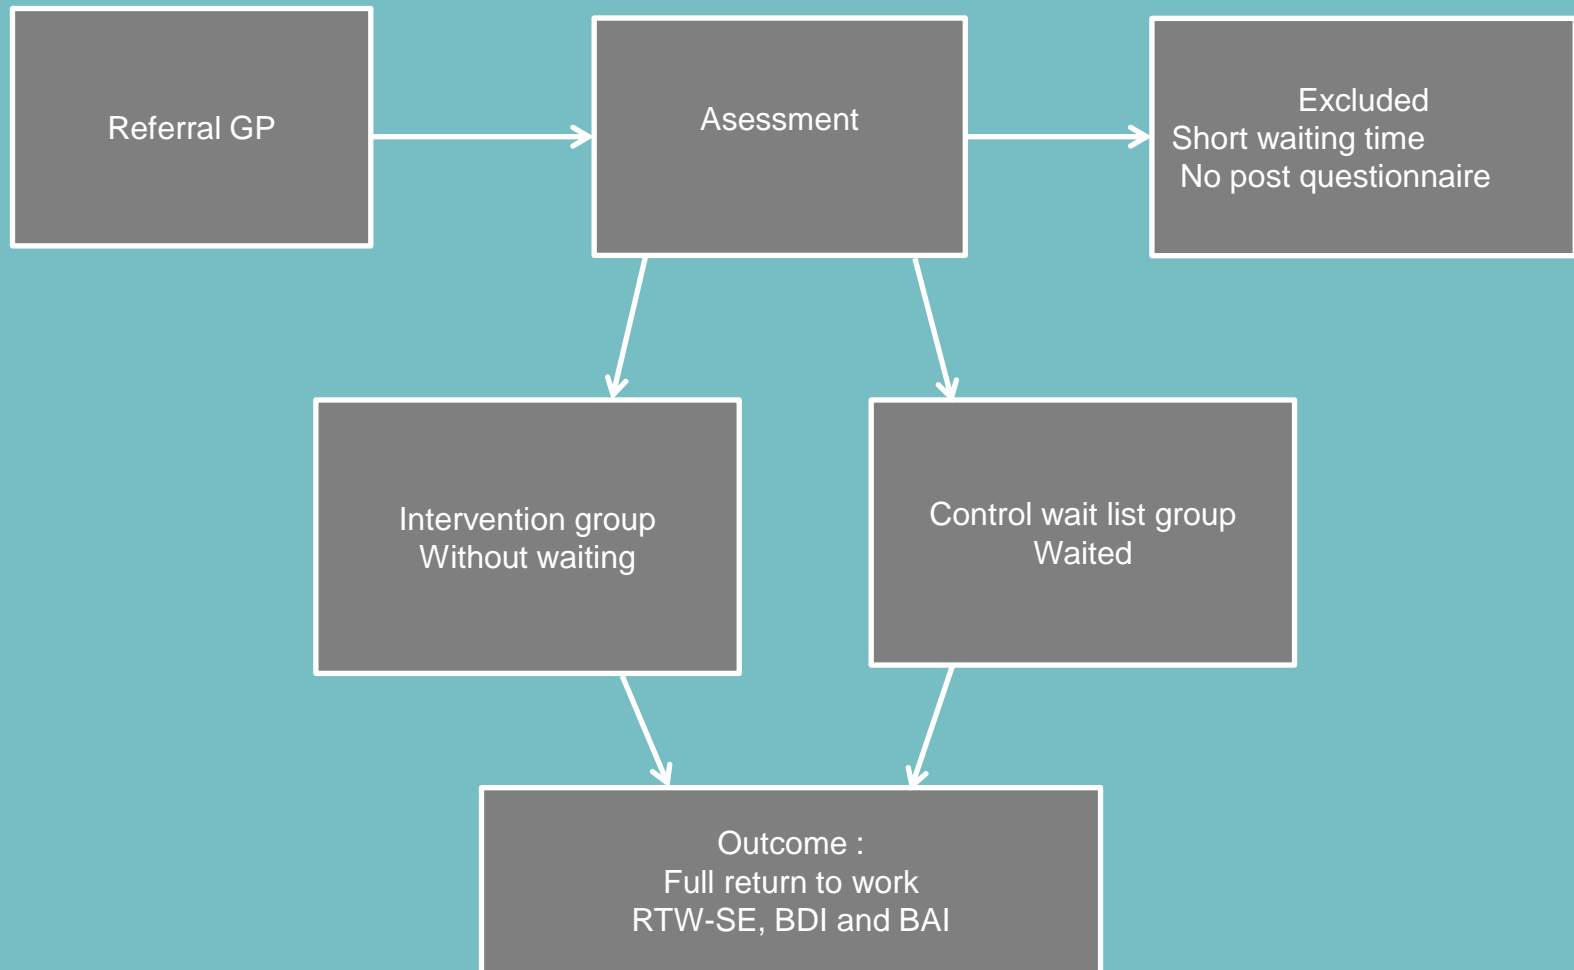 Referral GP
Asessment
Excluded
Short waiting time
No post questionnaire
Intervention group
Without waiting
Control wait list group
Waited
Outcome :
Full return to work
RTW-SE, BDI and BAI